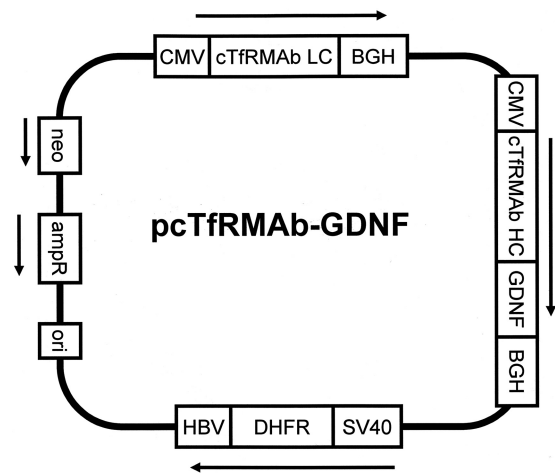 CMV cTfRMAb LC BGH
CMV cTfRMAb HC GDNF BGH
neo
ampR
ori
pcTfRMAb-GDNF
HBV DHFR SV40